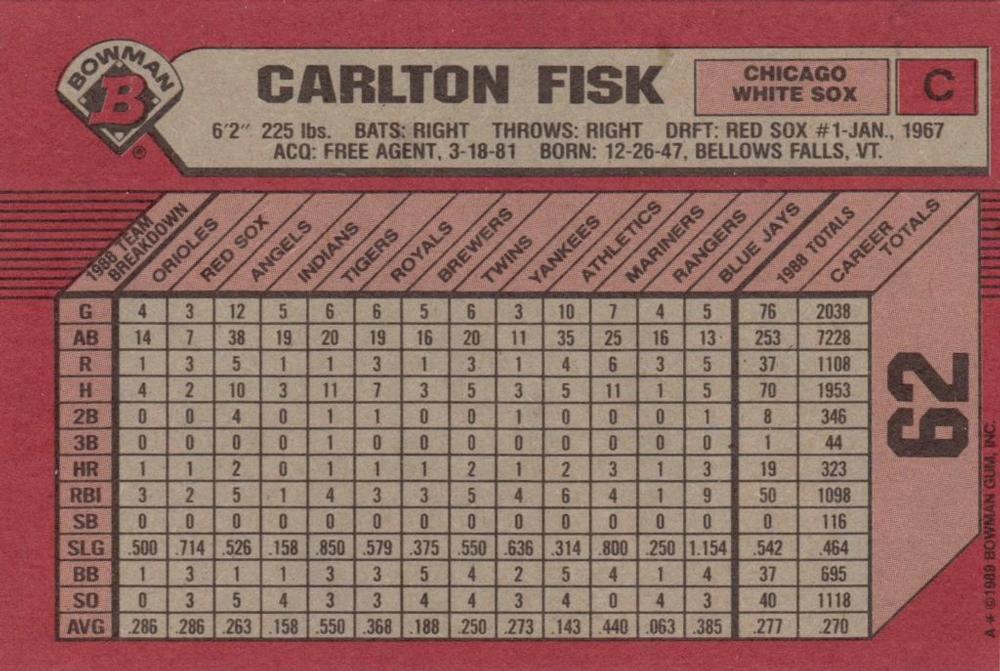 BOWMAN
B
®
CARLTON FISK
CHICAGO
WHITE SOX
C
6'2" 225 lbs. BATS: RIGHT THROWS: RIGHT DRFT: RED SOX #1-JAN., 1967
ACQ: FREE AGENT, 3-18-81 BORN: 12-26-47, BELLOWS FALLS, VT.
1988 TEAM
BREAKDOWN
ORIOLES
RED SOX
ANGELS
INDIANS
TIGERS
ROYALS
BREWERS
TWINS
YANKEES
ATHLETICS
MARINERS
RANGERS
BLUE JAYS
1988 TOTALS
CAREER
TOTALS
G 4 3 12 5 6 6 5 6 3 10 7 4 5 76 2038
AB 14 7 38 19 20 19 16 20 11 35 25 16 13 253 7228
R 1 3 5 1 1 3 1 3 1 4 6 3 5 37 1108
H 4 2 10 3 11 7 3 5 3 5 11 1 5 70 1953
2B 0 0 4 0 1 1 0 0 1 0 0 0 1 8 346
3B 0 0 0 0 1 0 0 0 0 0 0 0 0 1 44
HR 1 1 2 0 1 1 1 2 1 2 3 1 3 19 323
RBI 3 2 5 1 4 3 3 5 4 6 4 1 9 50 1098
SB 0 0 0 0 0 0 0 0 0 0 0 0 0 0 116
SLG .500 .714 .526 .158 .850 .579 .375 .550 .636 .314 .800 .250 1.154 .542 .464
BB 1 3 1 1 3 3 5 4 2 5 4 1 4 37 695
SO 0 3 5 4 3 3 4 4 3 4 0 4 3 40 1118
AVG .286 .286 .263 .158 .550 .368 .188 .250 .273 .143 .440 .063 .385 .277 .270
62
A * ©1989 BOWMAN GUM, INC.